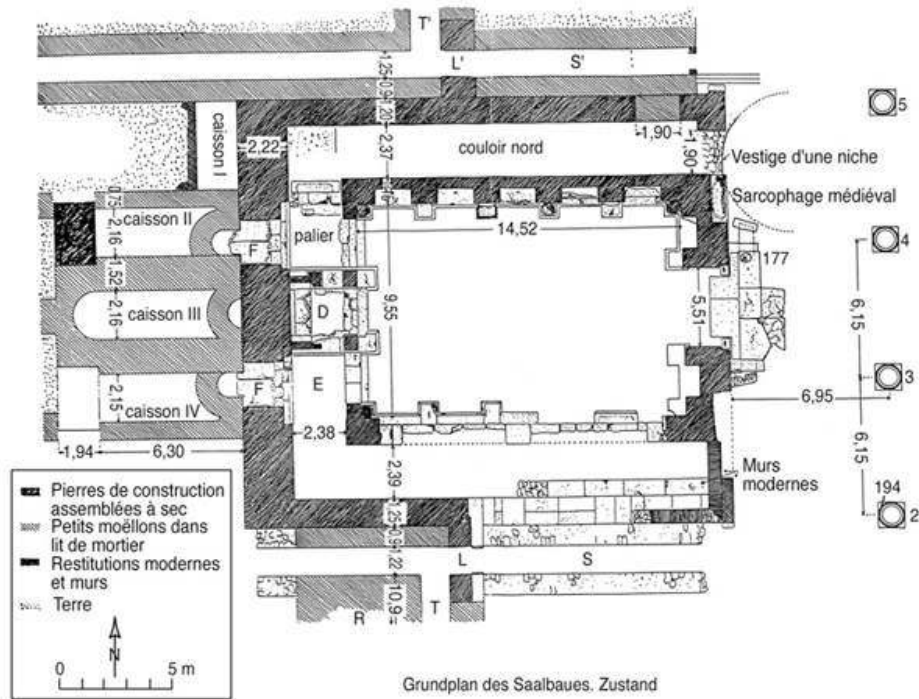 T'
L'
S'
1,25
0,9
1,20
5
caisson I
2,22
2,37
couloir nord
1,90
1,90
Vestige d'une niche
Sarcophage médiéval
0,75
caisson II
2,16
F
palier
14,52
4
177
1,52
caisson III
2,16
D
9,55
5,51
6,15
F
E
3
caisson IV
2,15
6,95
2,38
1,94
6,30
2,39
6,15
Murs
modernes
194
2
1,25
0,9
1,22
L
S
10,9
R
T
Pierres de construction
assemblées à sec
Petits moëllons dans
lit de mortier
Restitutions modernes
et murs
Terre
N
0
5 m
Grundplan des Saalbaues. Zustand